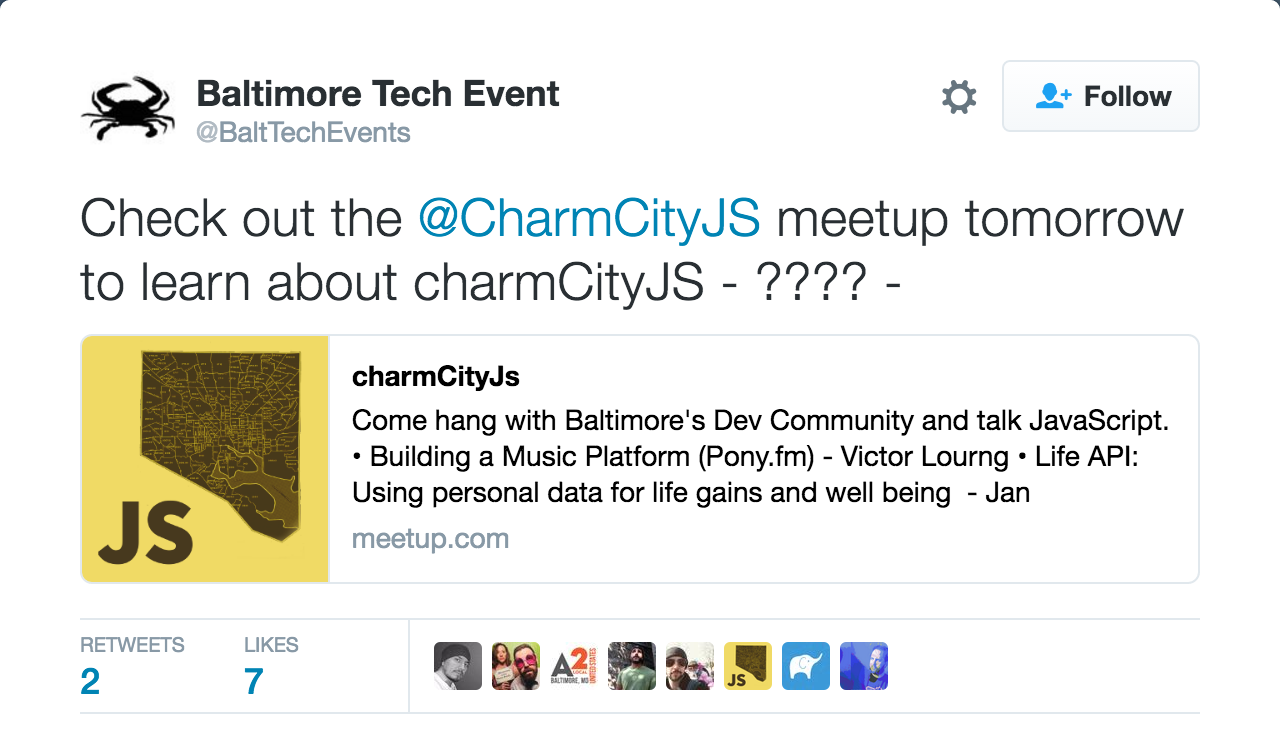 Baltimore Tech Event
@BaltTechEvents
Follow
Check out the @CharmCityJS meetup tomorrow
to learn about charmCityJS - ???? -
charmCityJs
Come hang with Baltimore's Dev Community and talk JavaScript.
• Building a Music Platform (Pony.fm) - Victor Lourng • Life API:
Using personal data for life gains and well being - Jan
meetup.com
JS
RETWEETS
LIKES
2
7
A2
LOCAL
UNITED STATES
BALTIMORE, MD
JS